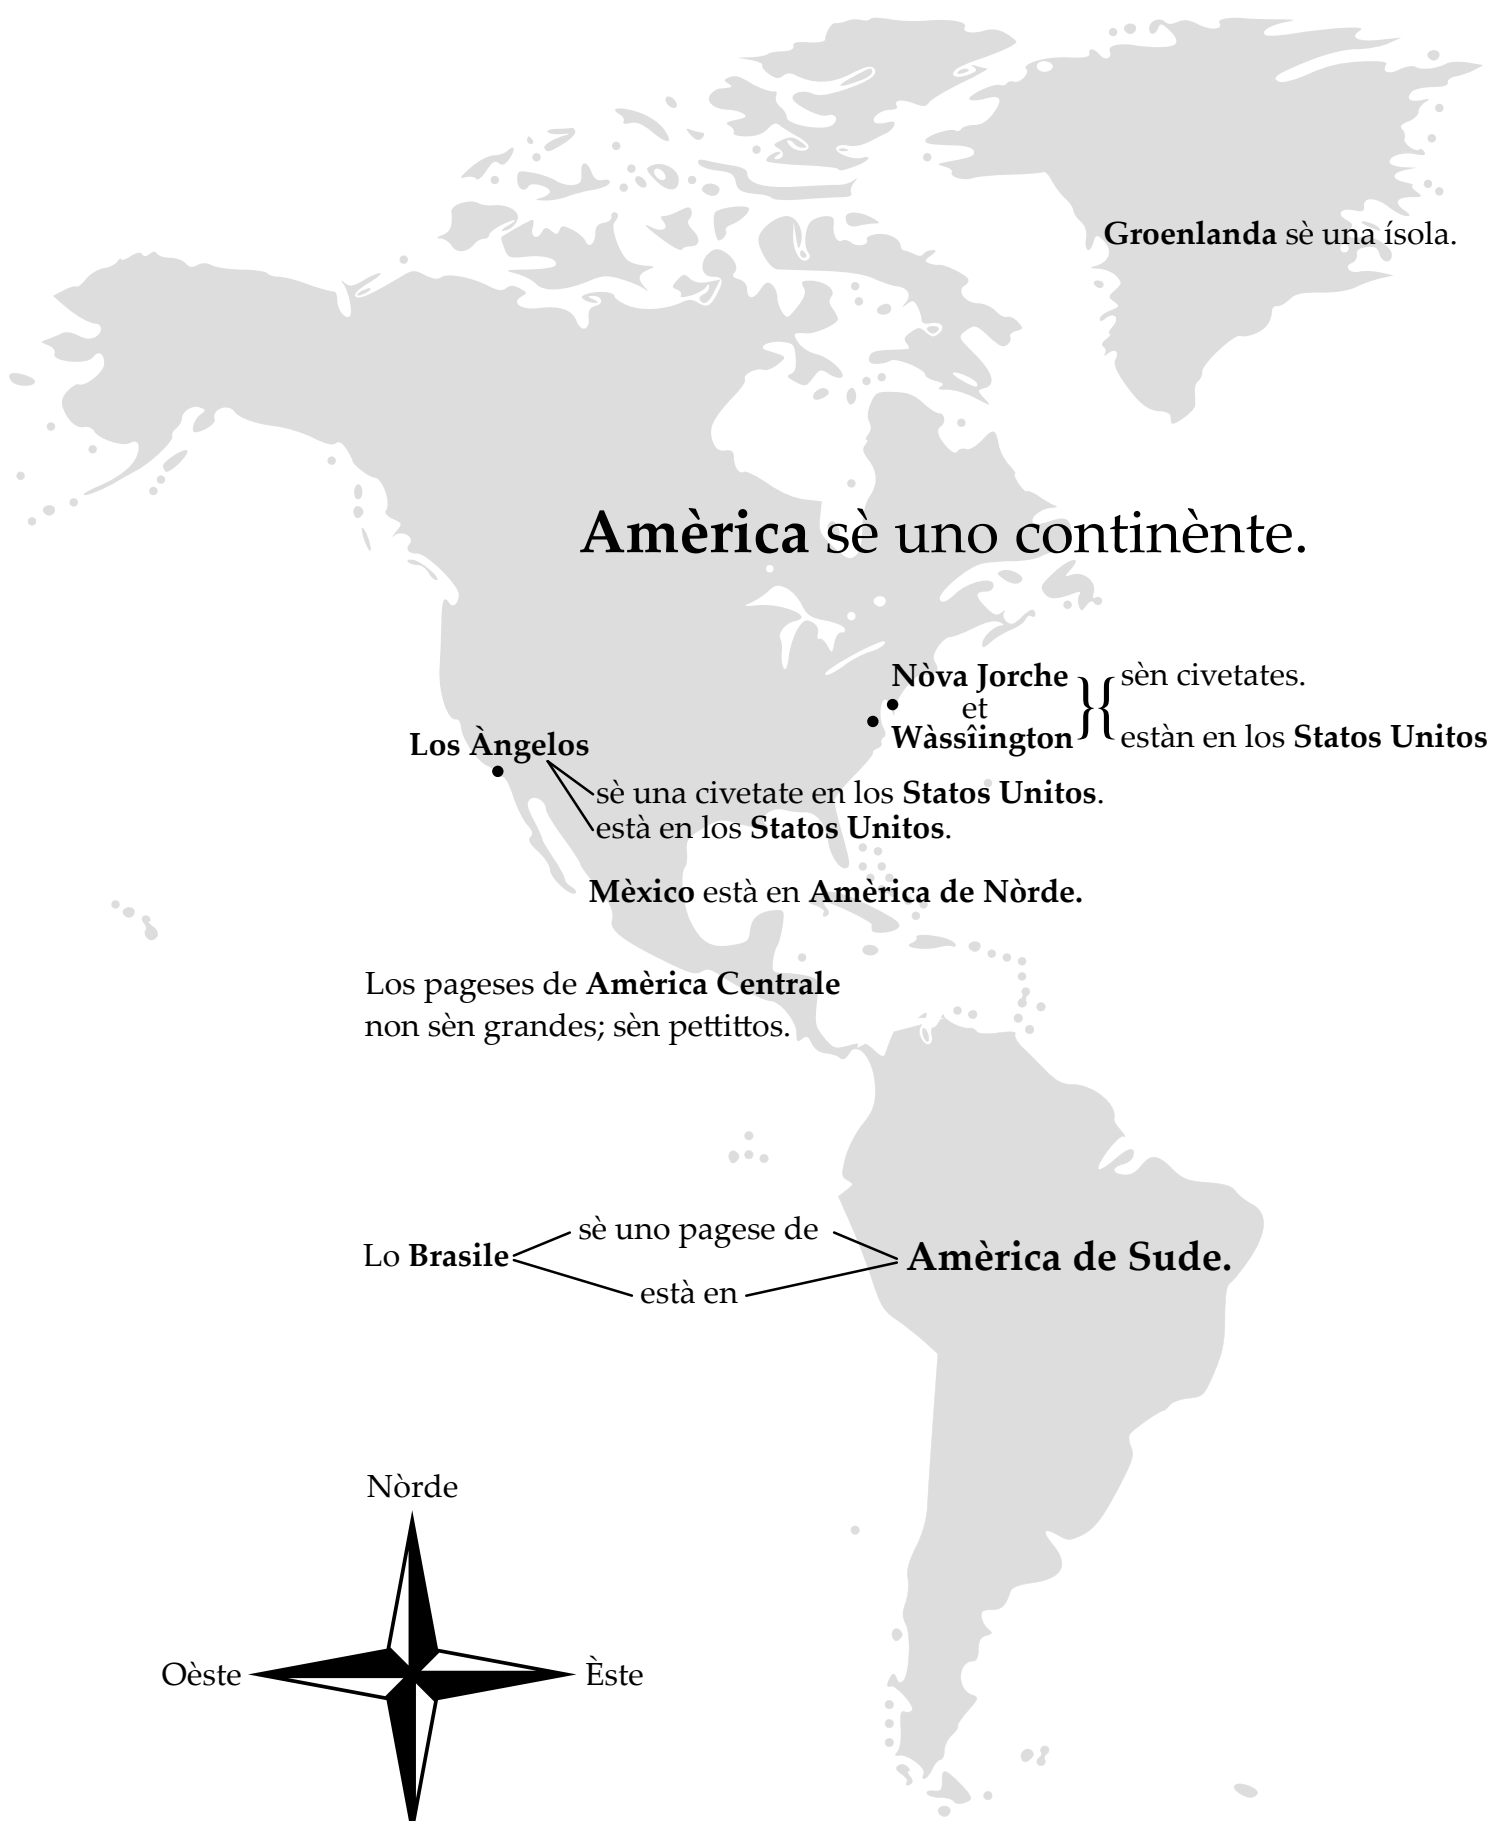 Groenlanda sè una ísola.
Amèrica sè uno continènte.
Nòva Jorche
et
Wàssîington
sèn civetates.
estàn en los Statos Unitos
Los Àngelos
sè una civetate en los Statos Unitos.
està en los Statos Unitos.
Mèxico està en Amèrica de Nòrde.
Los pageses de Amèrica Centrale
non sèn grandes; sèn pettittos.
Lo Brasile
sè uno pagese de
està en
Amèrica de Sude.
Nòrde
Oèste
Èste